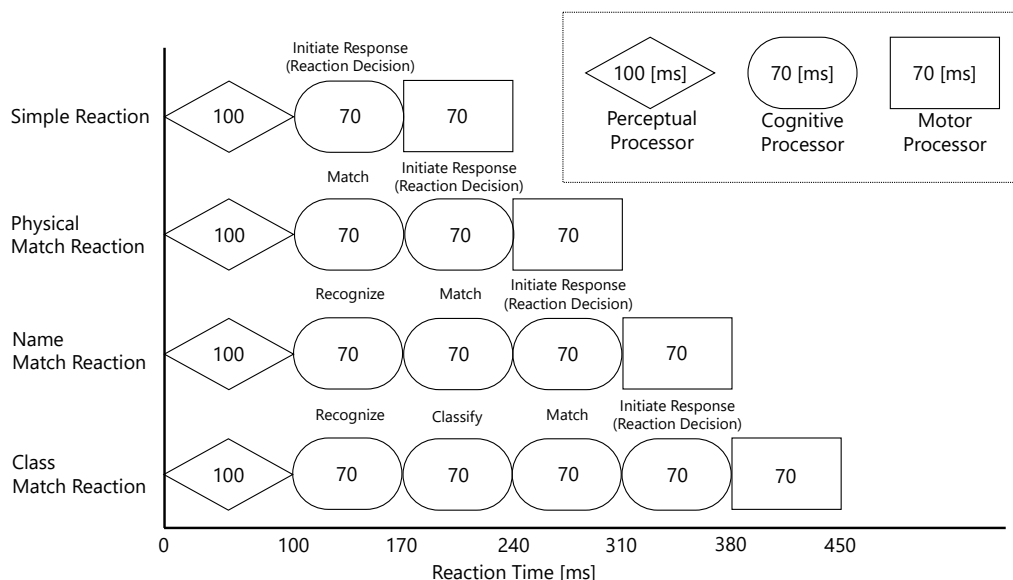 Initiate Response
(Reaction Decision)
Simple Reaction
100
70
70
100 [ms]
70 [ms]
70 [ms]
Perceptual
Processor
Cognitive
Processor
Motor
Processor
Match
Initiate Response
(Reaction Decision)
Physical
Match Reaction
100
70
70
70
Recognize
Match
Initiate Response
(Reaction Decision)
Name
Match Reaction
100
70
70
70
70
Recognize
Classify
Match
Initiate Response
(Reaction Decision)
Class
Match Reaction
100
70
70
70
70
70
0
100
170
240
310
380
450
Reaction Time [ms]